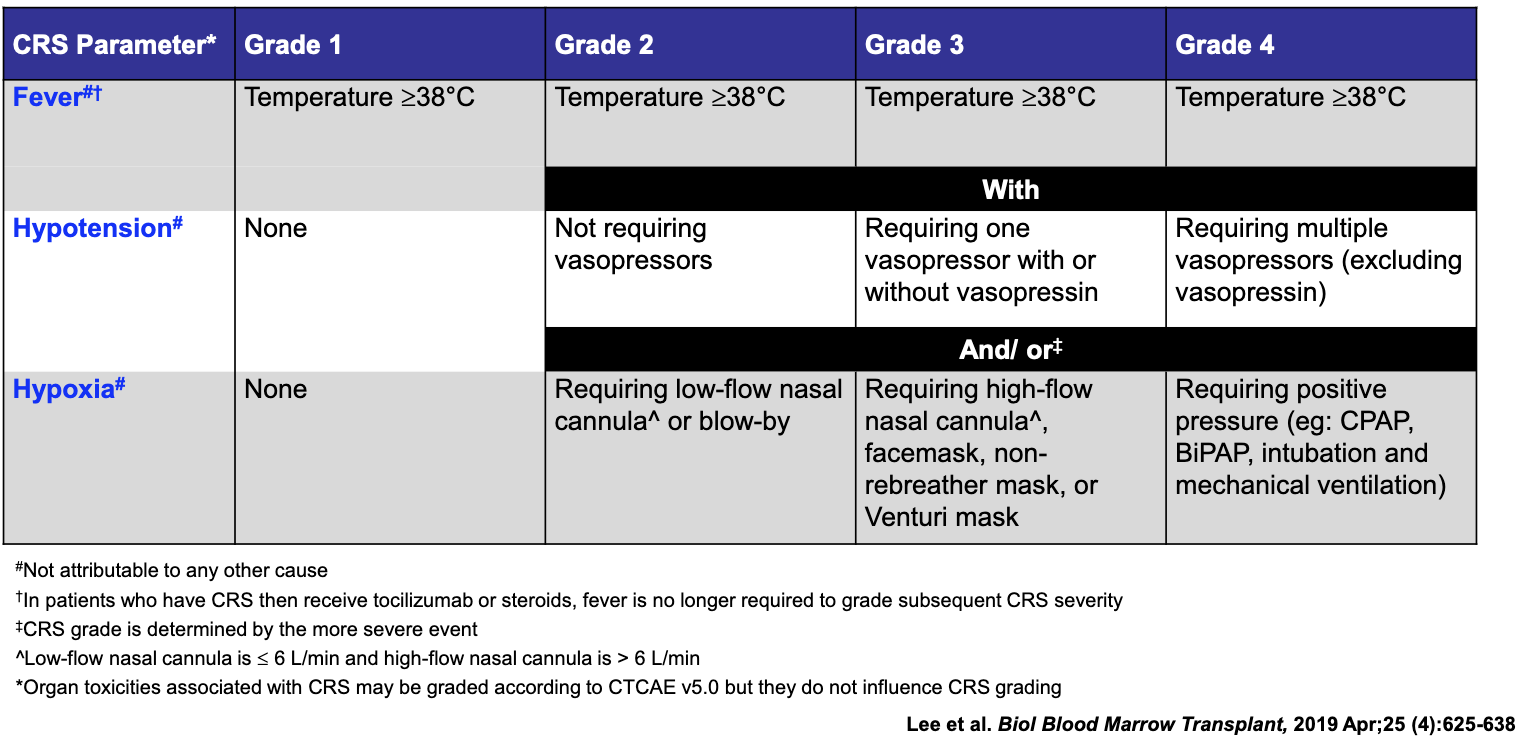 CRS Parameter* Grade 1 Grade 2 Grade 3 Grade 4
Fever#† Temperature ≥38°C Temperature ≥38°C Temperature ≥38°C Temperature ≥38°C
With
Hypotension# None Not requiring Requiring one Requiring multiple
vasopressors vasopressor with or vasopressors (excluding
without vasopressin vasopressin)
And/ or‡
Hypoxia# None Requiring low-flow nasal Requiring high-flow Requiring positive
cannula^ or blow-by nasal cannula^, pressure (eg: CPAP,
facemask, non- BiPAP, intubation and
rebreather mask, or mechanical ventilation)
Venturi mask
#Not attributable to any other cause
†In patients who have CRS then receive tocilizumab or steroids, fever is no longer required to grade subsequent CRS severity
‡CRS grade is determined by the more severe event
^Low-flow nasal cannula is ≤ 6 L/min and high-flow nasal cannula is > 6 L/min
*Organ toxicities associated with CRS may be graded according to CTCAE v5.0 but they do not influence CRS grading
Lee et al. Biol Blood Marrow Transplant, 2019 Apr;25 (4):625-638